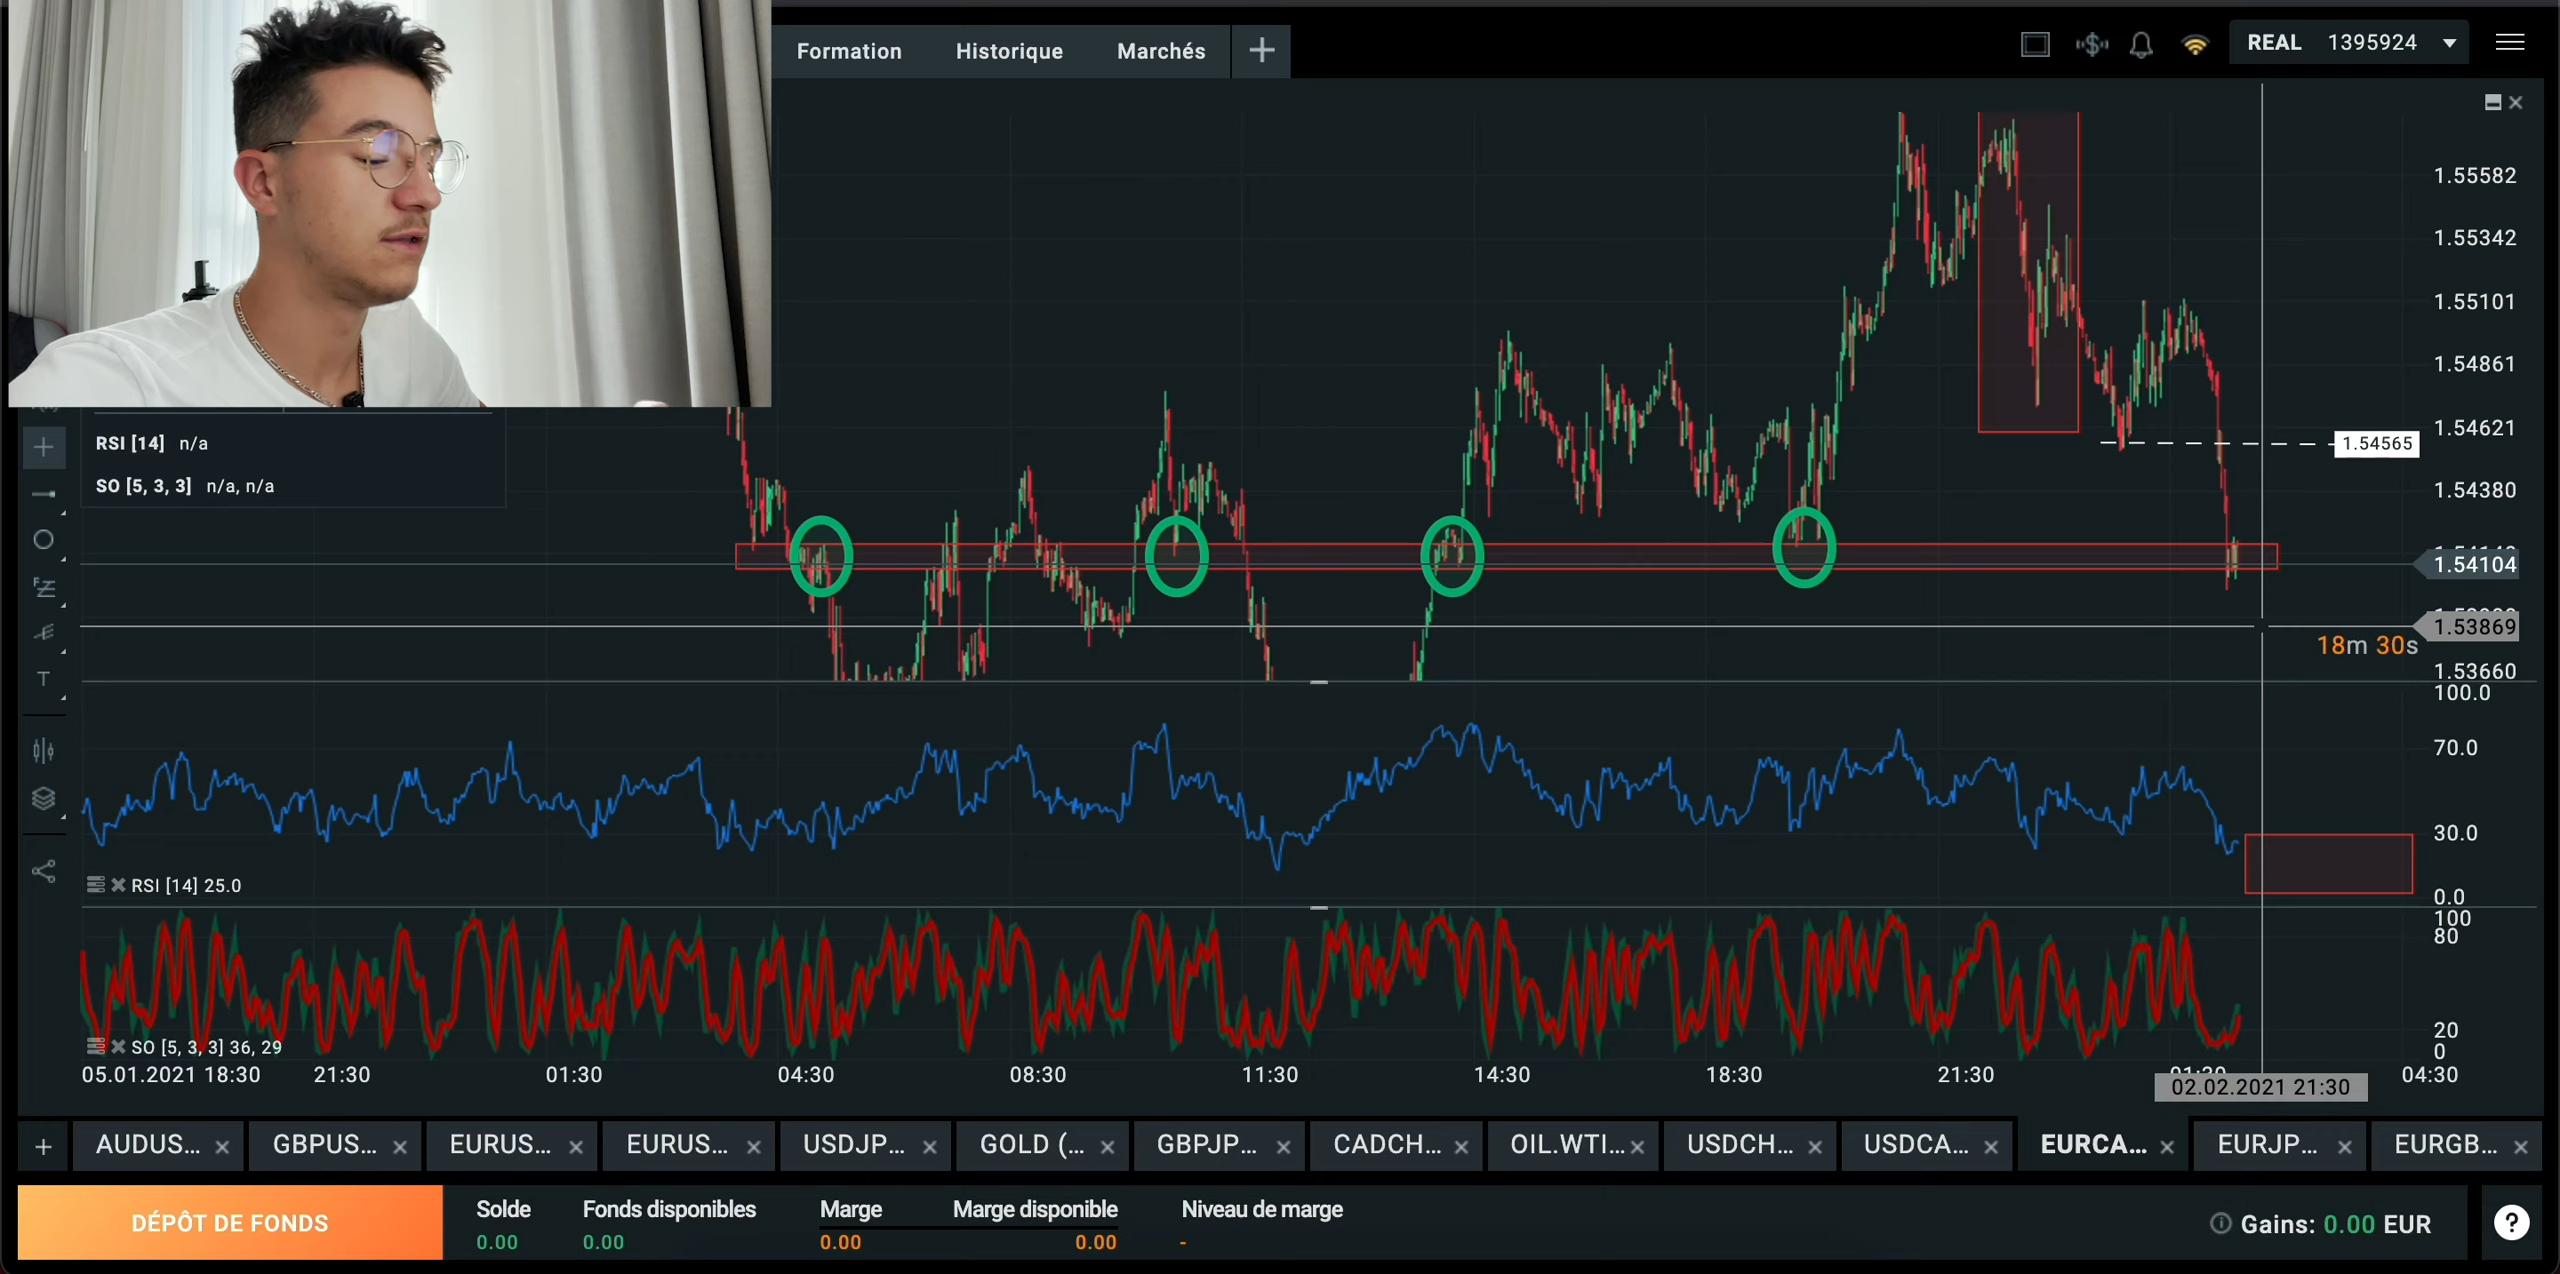 Formation Historique Marchés
REAL 1395924
1.55582
1.55342
1.55101
1.54861
1.54621
1.54565
1.54380
1.54104
1.53869
18m 30s
1.53660
RSI [14] n/a
SO [5, 3, 3] n/a, n/a
100.0
70.0
30.0
0.0
RSI [14] 25.0
100
80
20
0
SO [5, 3, 3] 36, 29
05.01.2021 18:30 21:30 01:30 04:30 08:30 11:30 14:30 18:30 21:30 04:30
02.02.2021 21:30
AUDUS... GBPUS... EURUS... EURUS... USDJP... GOLD (... GBPJP... CADCH... OIL.WTI... USDCH... USDCA... EURCA... EURJP... EURGB...
DÉPÔT DE FONDS
Solde Fonds disponibles Marge Marge disponible Niveau de marge
0.00 0.00 0.00 0.00 -
Gains: 0.00 EUR